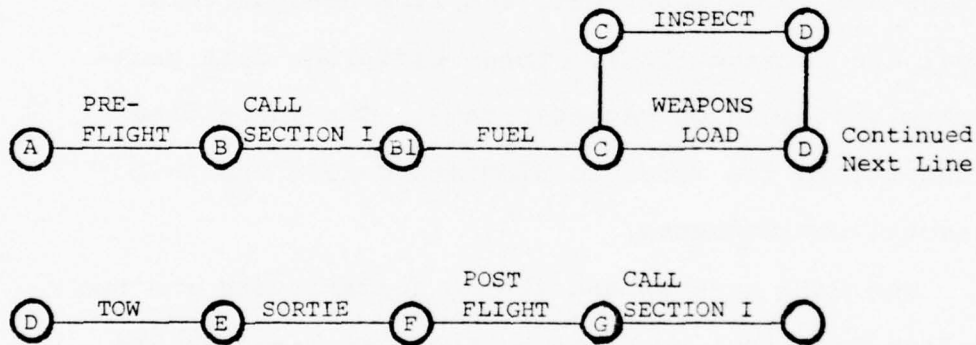 C INSPECT D
PRE-
FLIGHT
CALL
SECTION I
WEAPONS
LOAD
A B B1 FUEL C D
Continued
Next Line
POST
FLIGHT
CALL
SECTION I
D TOW E SORTIE F G